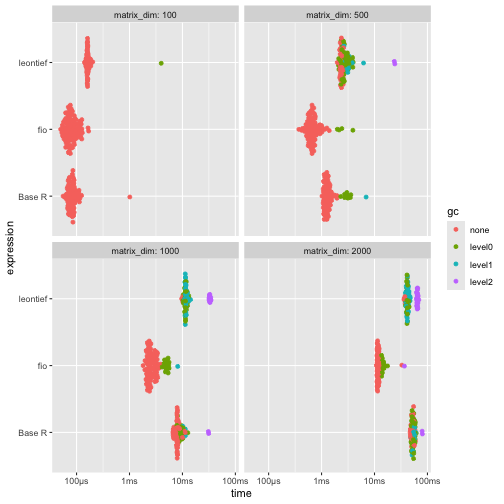 matrix_dim: 100
matrix_dim: 500
leontief
fio
Base R
matrix_dim: 1000
matrix_dim: 2000
leontief
fio
Base R
100µs
1ms
10ms
100ms
100µs
1ms
10ms
100ms
time
expression
gc
none
level0
level1
level2